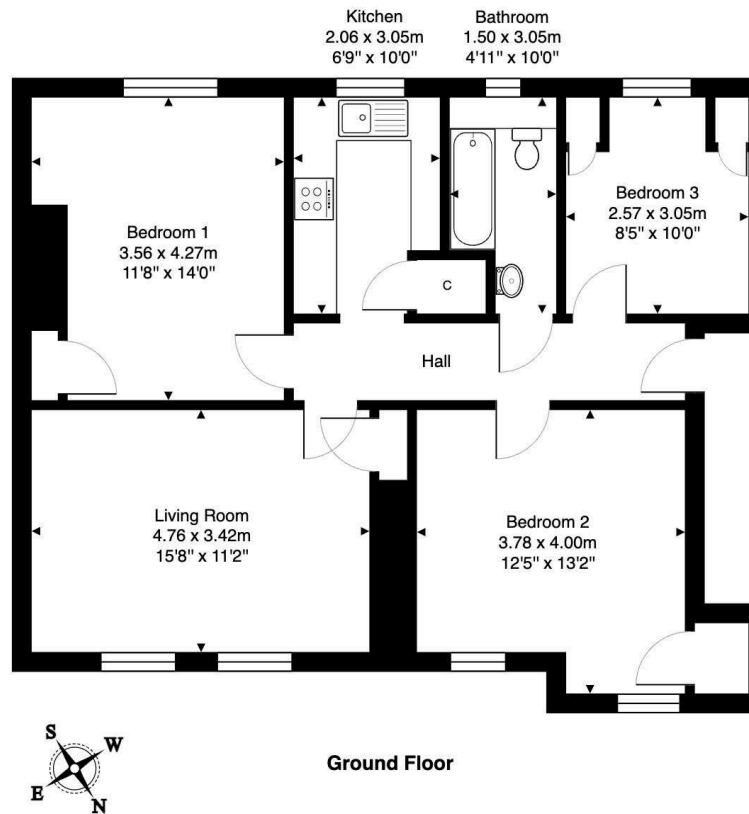 Kitchen
2.06 x 3.05m
6'9" x 10'0"
Bathroom
1.50 x 3.05m
4'11" x 10'0"
Bedroom 1
3.56 x 4.27m
11'8" x 14'0"
Bedroom 3
2.57 x 3.05m
8'5" x 10'0"
C
Hall
Living Room
4.76 x 3.42m
15'8" x 11'2"
Bedroom 2
3.78 x 4.00m
12'5" x 13'2"
S
W
E
N
Ground Floor